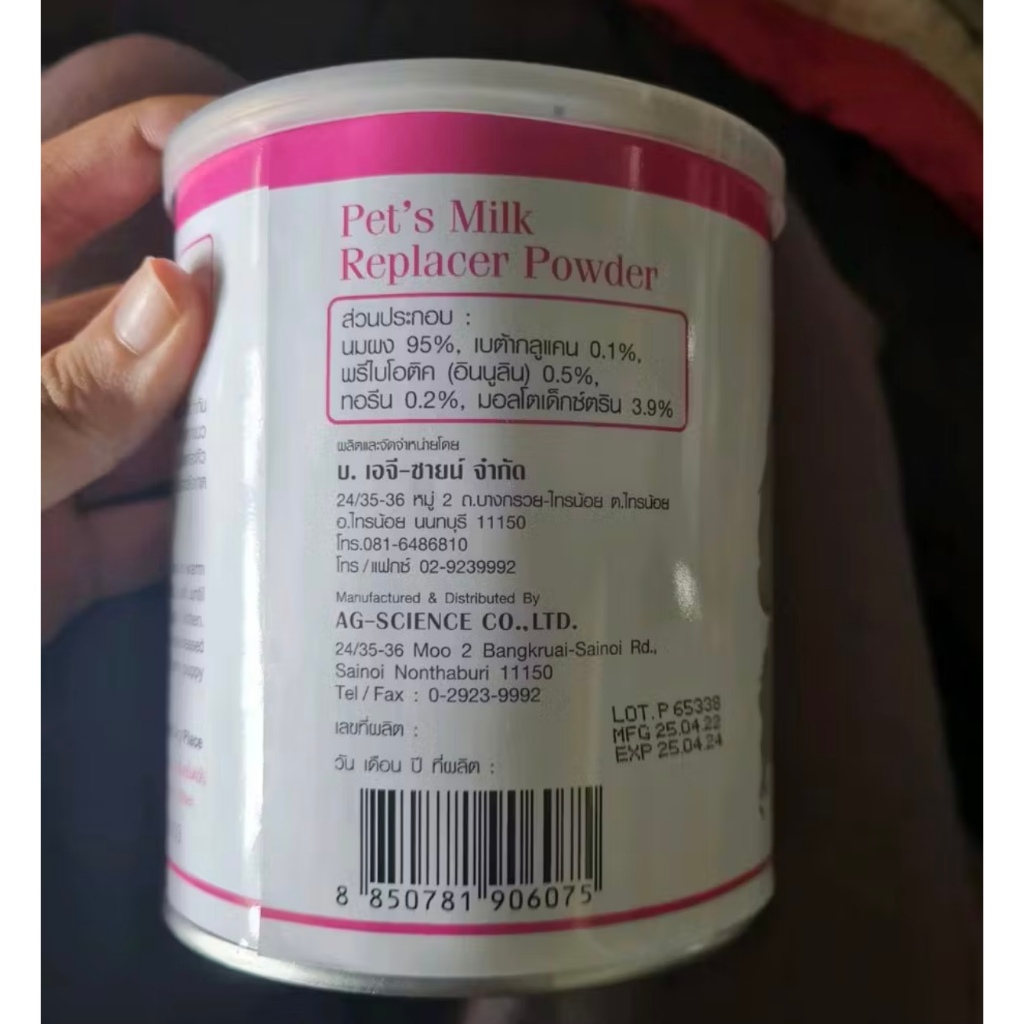 Pet's Milk
Replacer Powder
ส่วนประกอบ :
นมผง 95%, เบต้ากลูแคน 0.1%,
พรีไบโอติค (อินนูลิน) 0.5%,
ทอรีน 0.2%, มอลโตเด็กซ์ตริน 3.9%
ผลิตและจัดจำหน่ายโดย
บ. เอจี-ซายน์ จำกัด
24/35-36 หมู่ 2 ถ.บางกรวย-ไทรน้อย ต.ไทรน้อย
อ.ไทรน้อย นนทบุรี 11150
โทร.081-6486810
โทร/แฟกซ์ 02-9239992
Manufactured & Distributed By
AG-SCIENCE CO.,LTD.
24/35-36 Moo 2 Bangkruai-Sainoi Rd.,
Sainoi Nonthaburi 11150
Tel / Fax : 0-2923-9992
เลขที่ผลิต :
วัน เดือน ปี ที่ผลิต :
LOT. P 65338
MFG 25.04.22
EXP 25.04.24
8 850781 906075
warm
puppy
Place